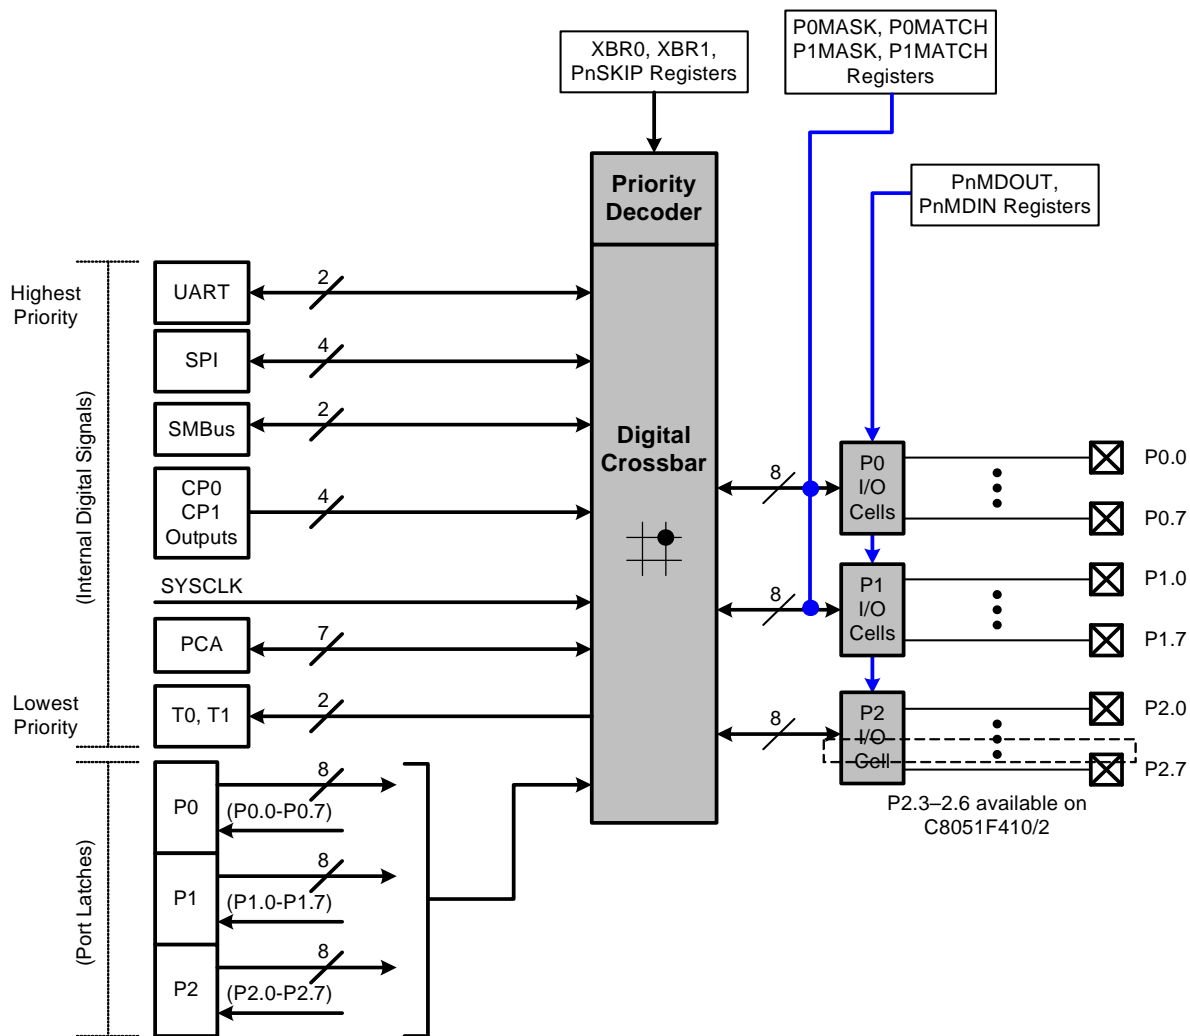 XBR0, XBR1,
PnSKIP Registers
P0MASK, P0MATCH
P1MASK, P1MATCH
Registers
PnMDOUT,
PnMDIN Registers
Priority
Decoder
Digital
Crossbar
Highest
Priority
(Internal Digital Signals)
Lowest
Priority
UART
2
SPI
4
SMBus
2
CP0
CP1
Outputs
4
SYSCLK
PCA
7
T0, T1
2
(Port Latches)
P0
8
(P0.0-P0.7)
P1
8
(P1.0-P1.7)
P2
8
(P2.0-P2.7)
8
P0
I/O
Cells
P0.0
P0.7
8
P1
I/O
Cells
P1.0
P1.7
8
P2
I/O
Cell
P2.0
P2.7
P2.3–2.6 available on
C8051F410/2